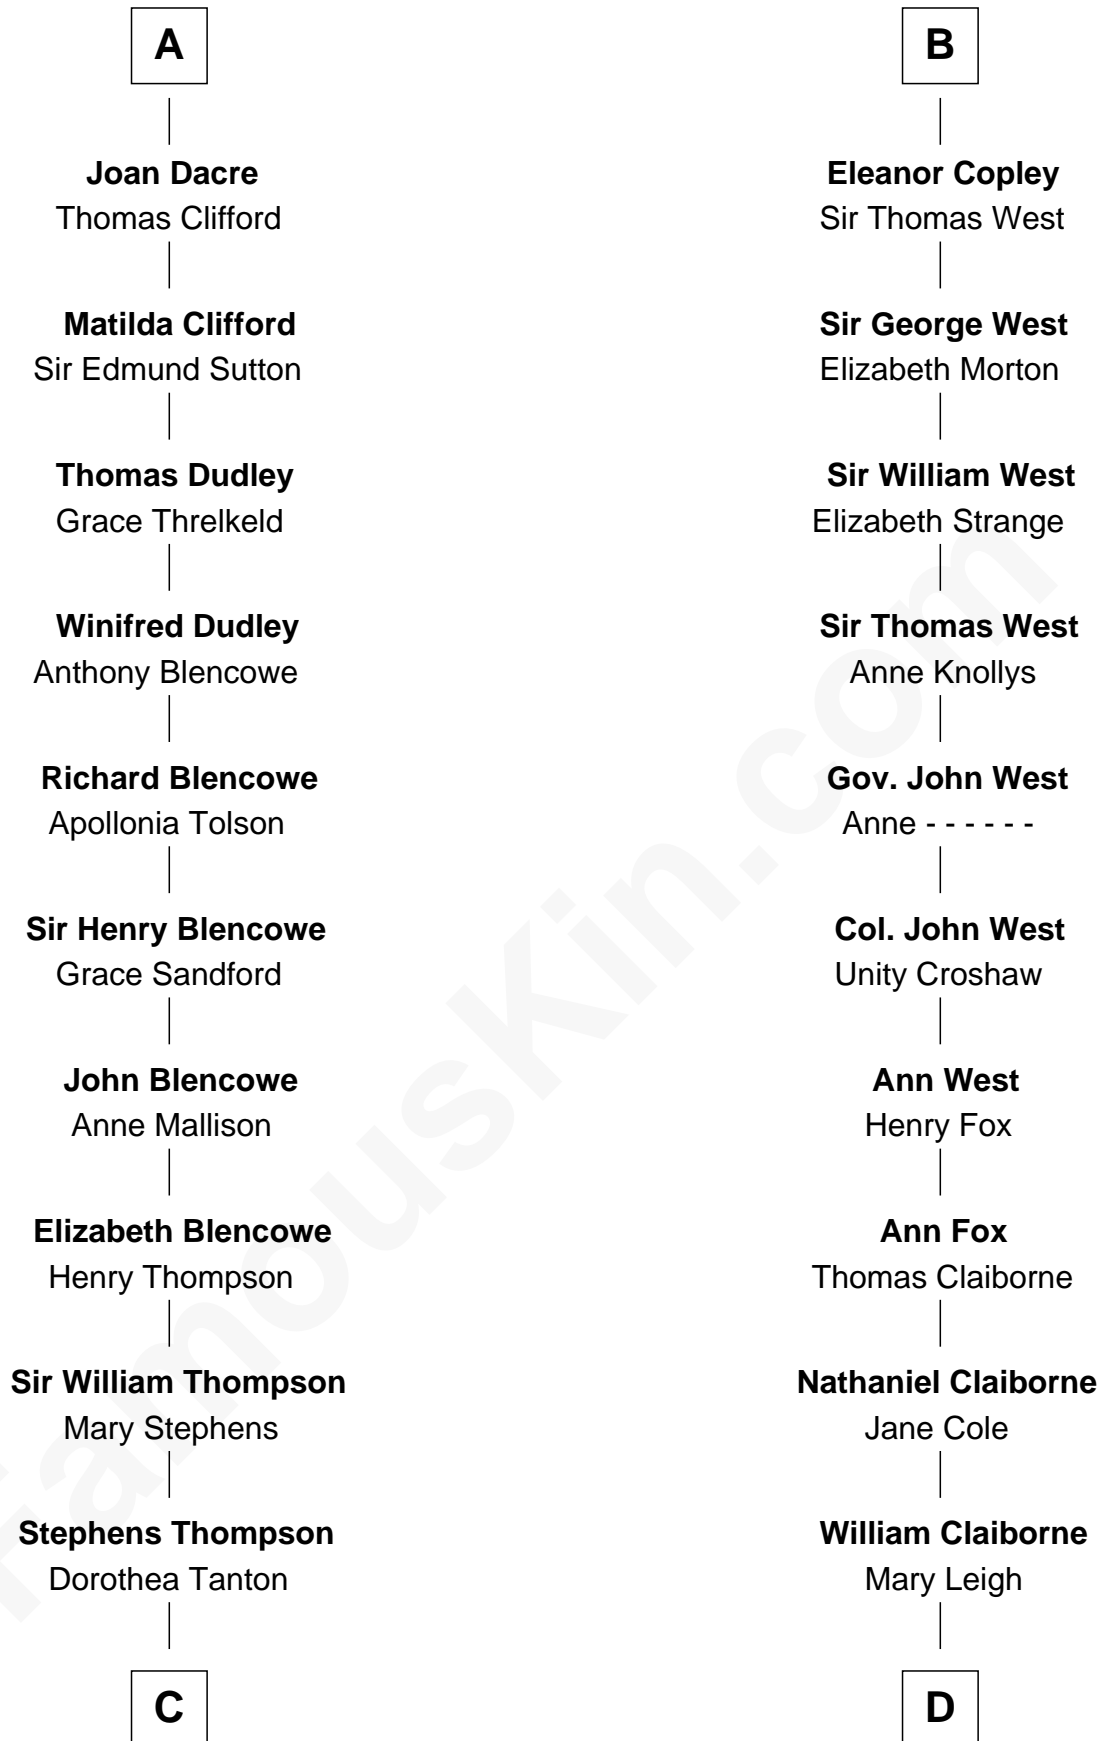 A
Joan Dacre
Thomas Clifford
Matilda Clifford
Sir Edmund Sutton
Thomas Dudley
Grace Threlkeld
Winifred Dudley
Anthony Blencowe
Richard Blencowe
Apollonia Tolson
Sir Henry Blencowe
Grace Sandford
John Blencowe
Anne Mallison
Elizabeth Blencowe
Henry Thompson
Sir William Thompson
Mary Stephens
Stephens Thompson
Dorothea Tanton
C
B
Eleanor Copley
Sir Thomas West
Sir George West
Elizabeth Morton
Sir William West
Elizabeth Strange
Sir Thomas West
Anne Knollys
Gov. John West
Anne - - - - - -
Col. John West
Unity Croshaw
Ann West
Henry Fox
Ann Fox
Thomas Claiborne
Nathaniel Claiborne
Jane Cole
William Claiborne
Mary Leigh
D
FamousKin.com